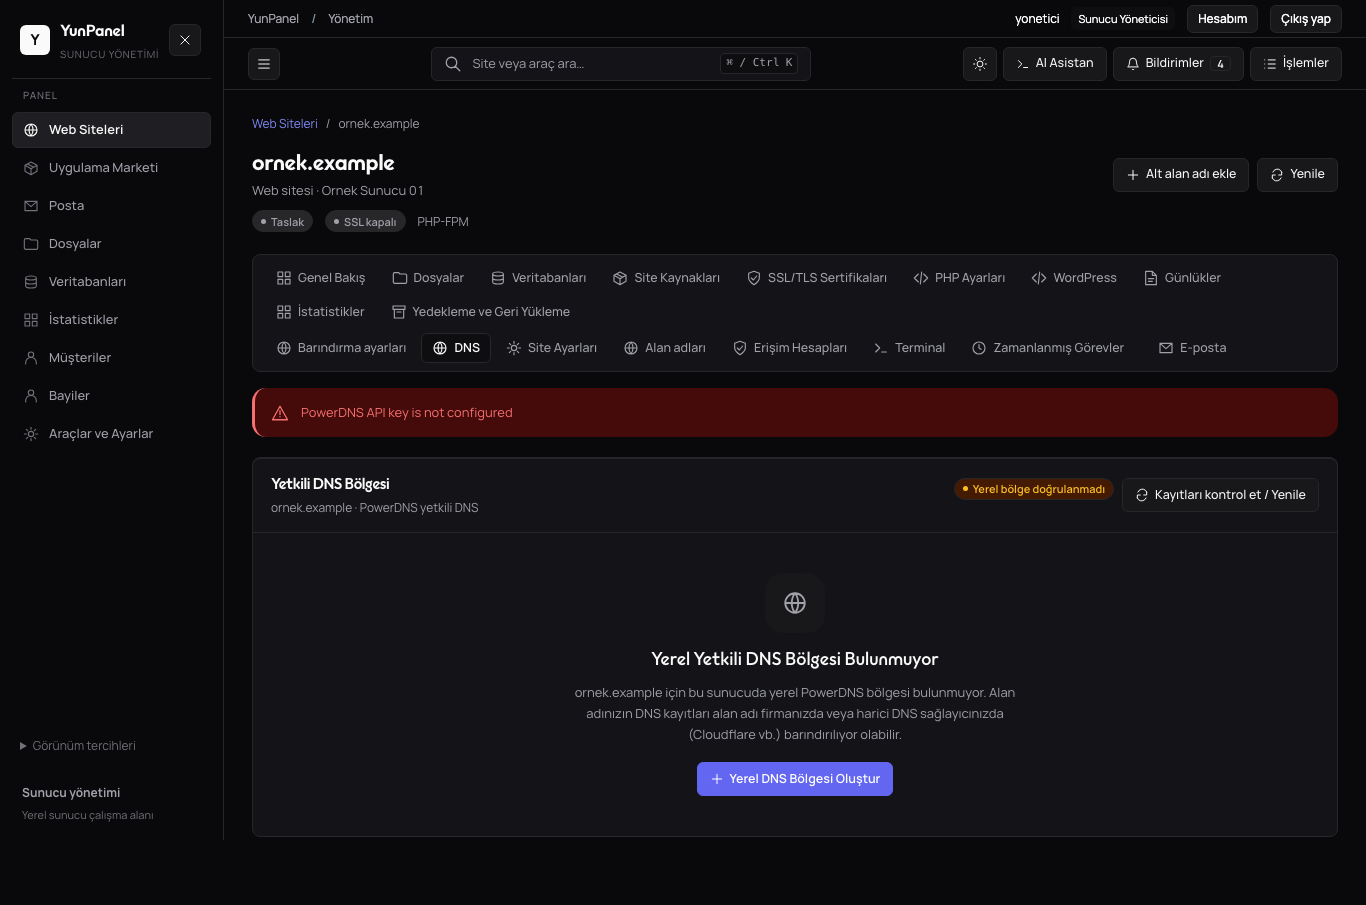 Y
YunPanel
SUNUCU YÖNETİMİ
PANEL
Web Siteleri
Uygulama Marketi
Posta
Dosyalar
Veritabanları
İstatistikler
Müşteriler
Bayiler
Araçlar ve Ayarlar
Görünüm tercihleri
Sunucu yönetimi
Yerel sunucu çalışma alanı
YunPanel / Yönetim
yonetici Sunucu Yöneticisi Hesabım Çıkış yap
Site veya araç ara... ⌘ / Ctrl K
AI Asistan Bildirimler 4 İşlemler
Web Siteleri / ornek.example
ornek.example
Web sitesi · Ornek Sunucu 01
Alt alan adı ekle Yenile
Taslak SSL kapalı PHP-FPM
Genel Bakış Dosyalar Veritabanları Site Kaynakları SSL/TLS Sertifikaları PHP Ayarları WordPress Günlükler
İstatistikler Yedekleme ve Geri Yükleme
Barındırma ayarları DNS Site Ayarları Alan adları Erişim Hesapları Terminal Zamanlanmış Görevler E-posta
PowerDNS API key is not configured
Yetkili DNS Bölgesi
ornek.example · PowerDNS yetkili DNS
Yerel bölge doğrulanmadı Kayıtları kontrol et / Yenile
Yerel Yetkili DNS Bölgesi Bulunmuyor
ornek.example için bu sunucuda yerel PowerDNS bölgesi bulunmuyor. Alan
adınızın DNS kayıtları alan adı firmanızda veya harici DNS sağlayıcınızda
(Cloudflare vb.) barındırılıyor olabilir.
Yerel DNS Bölgesi Oluştur